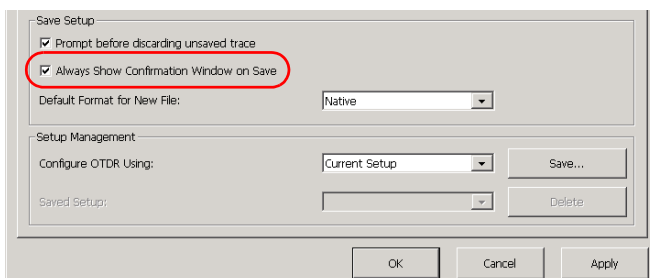 Save Setup
Prompt before discarding unsaved trace
Always Show Confirmation Window on Save
Default Format for New File: Native
Setup Management
Configure OTDR Using: Current Setup Save...
Saved Setup: Delete
OK Cancel Apply